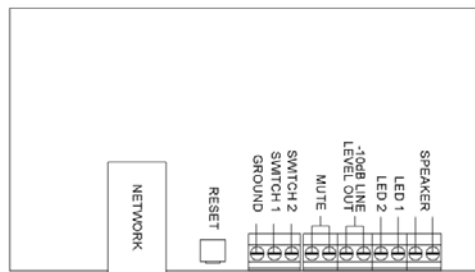 NETWORK
RESET
GROUND
SWITCH 1
SWITCH 2
MUTE
-10dB LINE
LEVEL OUT
LED 2
LED 1
SPEAKER